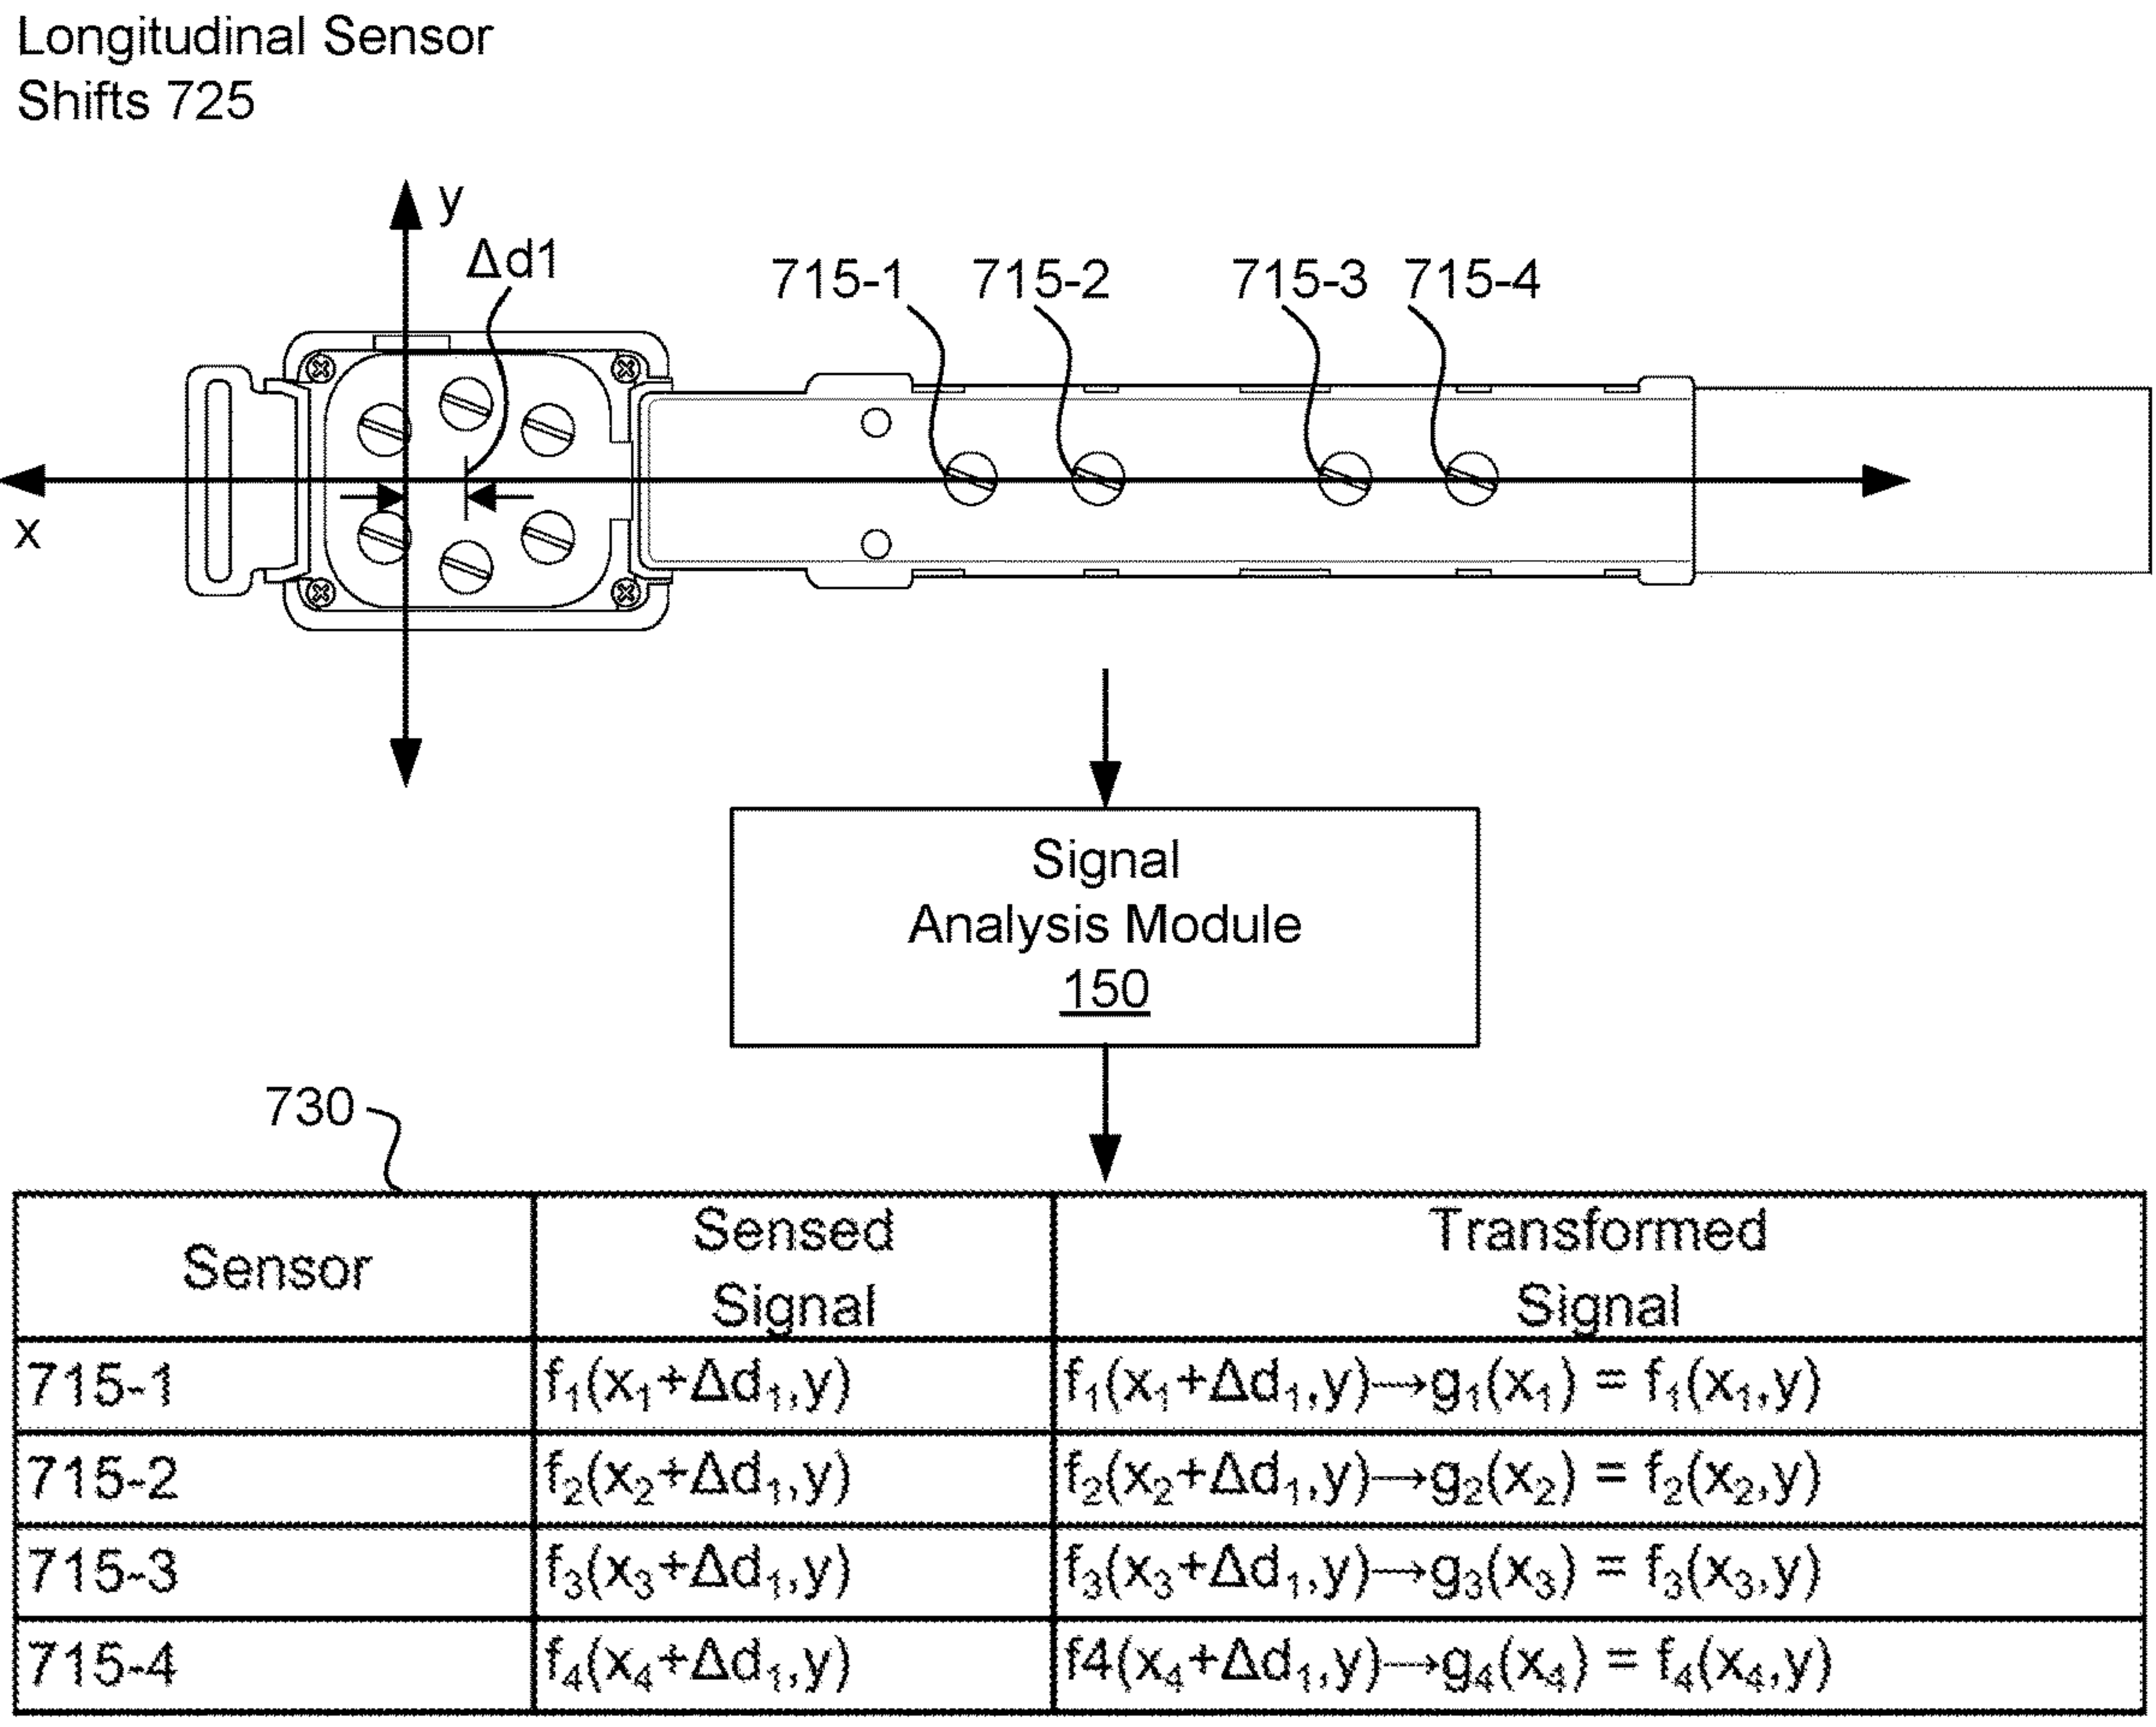 Longitudinal Sensor
Shifts 725
y
Δd1
715-1 715-2 715-3 715-4
x
Signal
Analysis Module
150
730
Sensor Sensed Signal Transformed Signal
715-1 f₁(x₁+Δd₁,y) f₁(x₁+Δd₁,y)→g₁(x₁) = f₁(x₁,y)
715-2 f₂(x₂+Δd₁,y) f₂(x₂+Δd₁,y)→g₂(x₂) = f₂(x₂,y)
715-3 f₃(x₃+Δd₁,y) f₃(x₃+Δd₁,y)→g₃(x₃) = f₃(x₃,y)
715-4 f₄(x₄+Δd₁,y) f4(x₄+Δd₁,y)→g₄(x₄) = f₄(x₄,y)